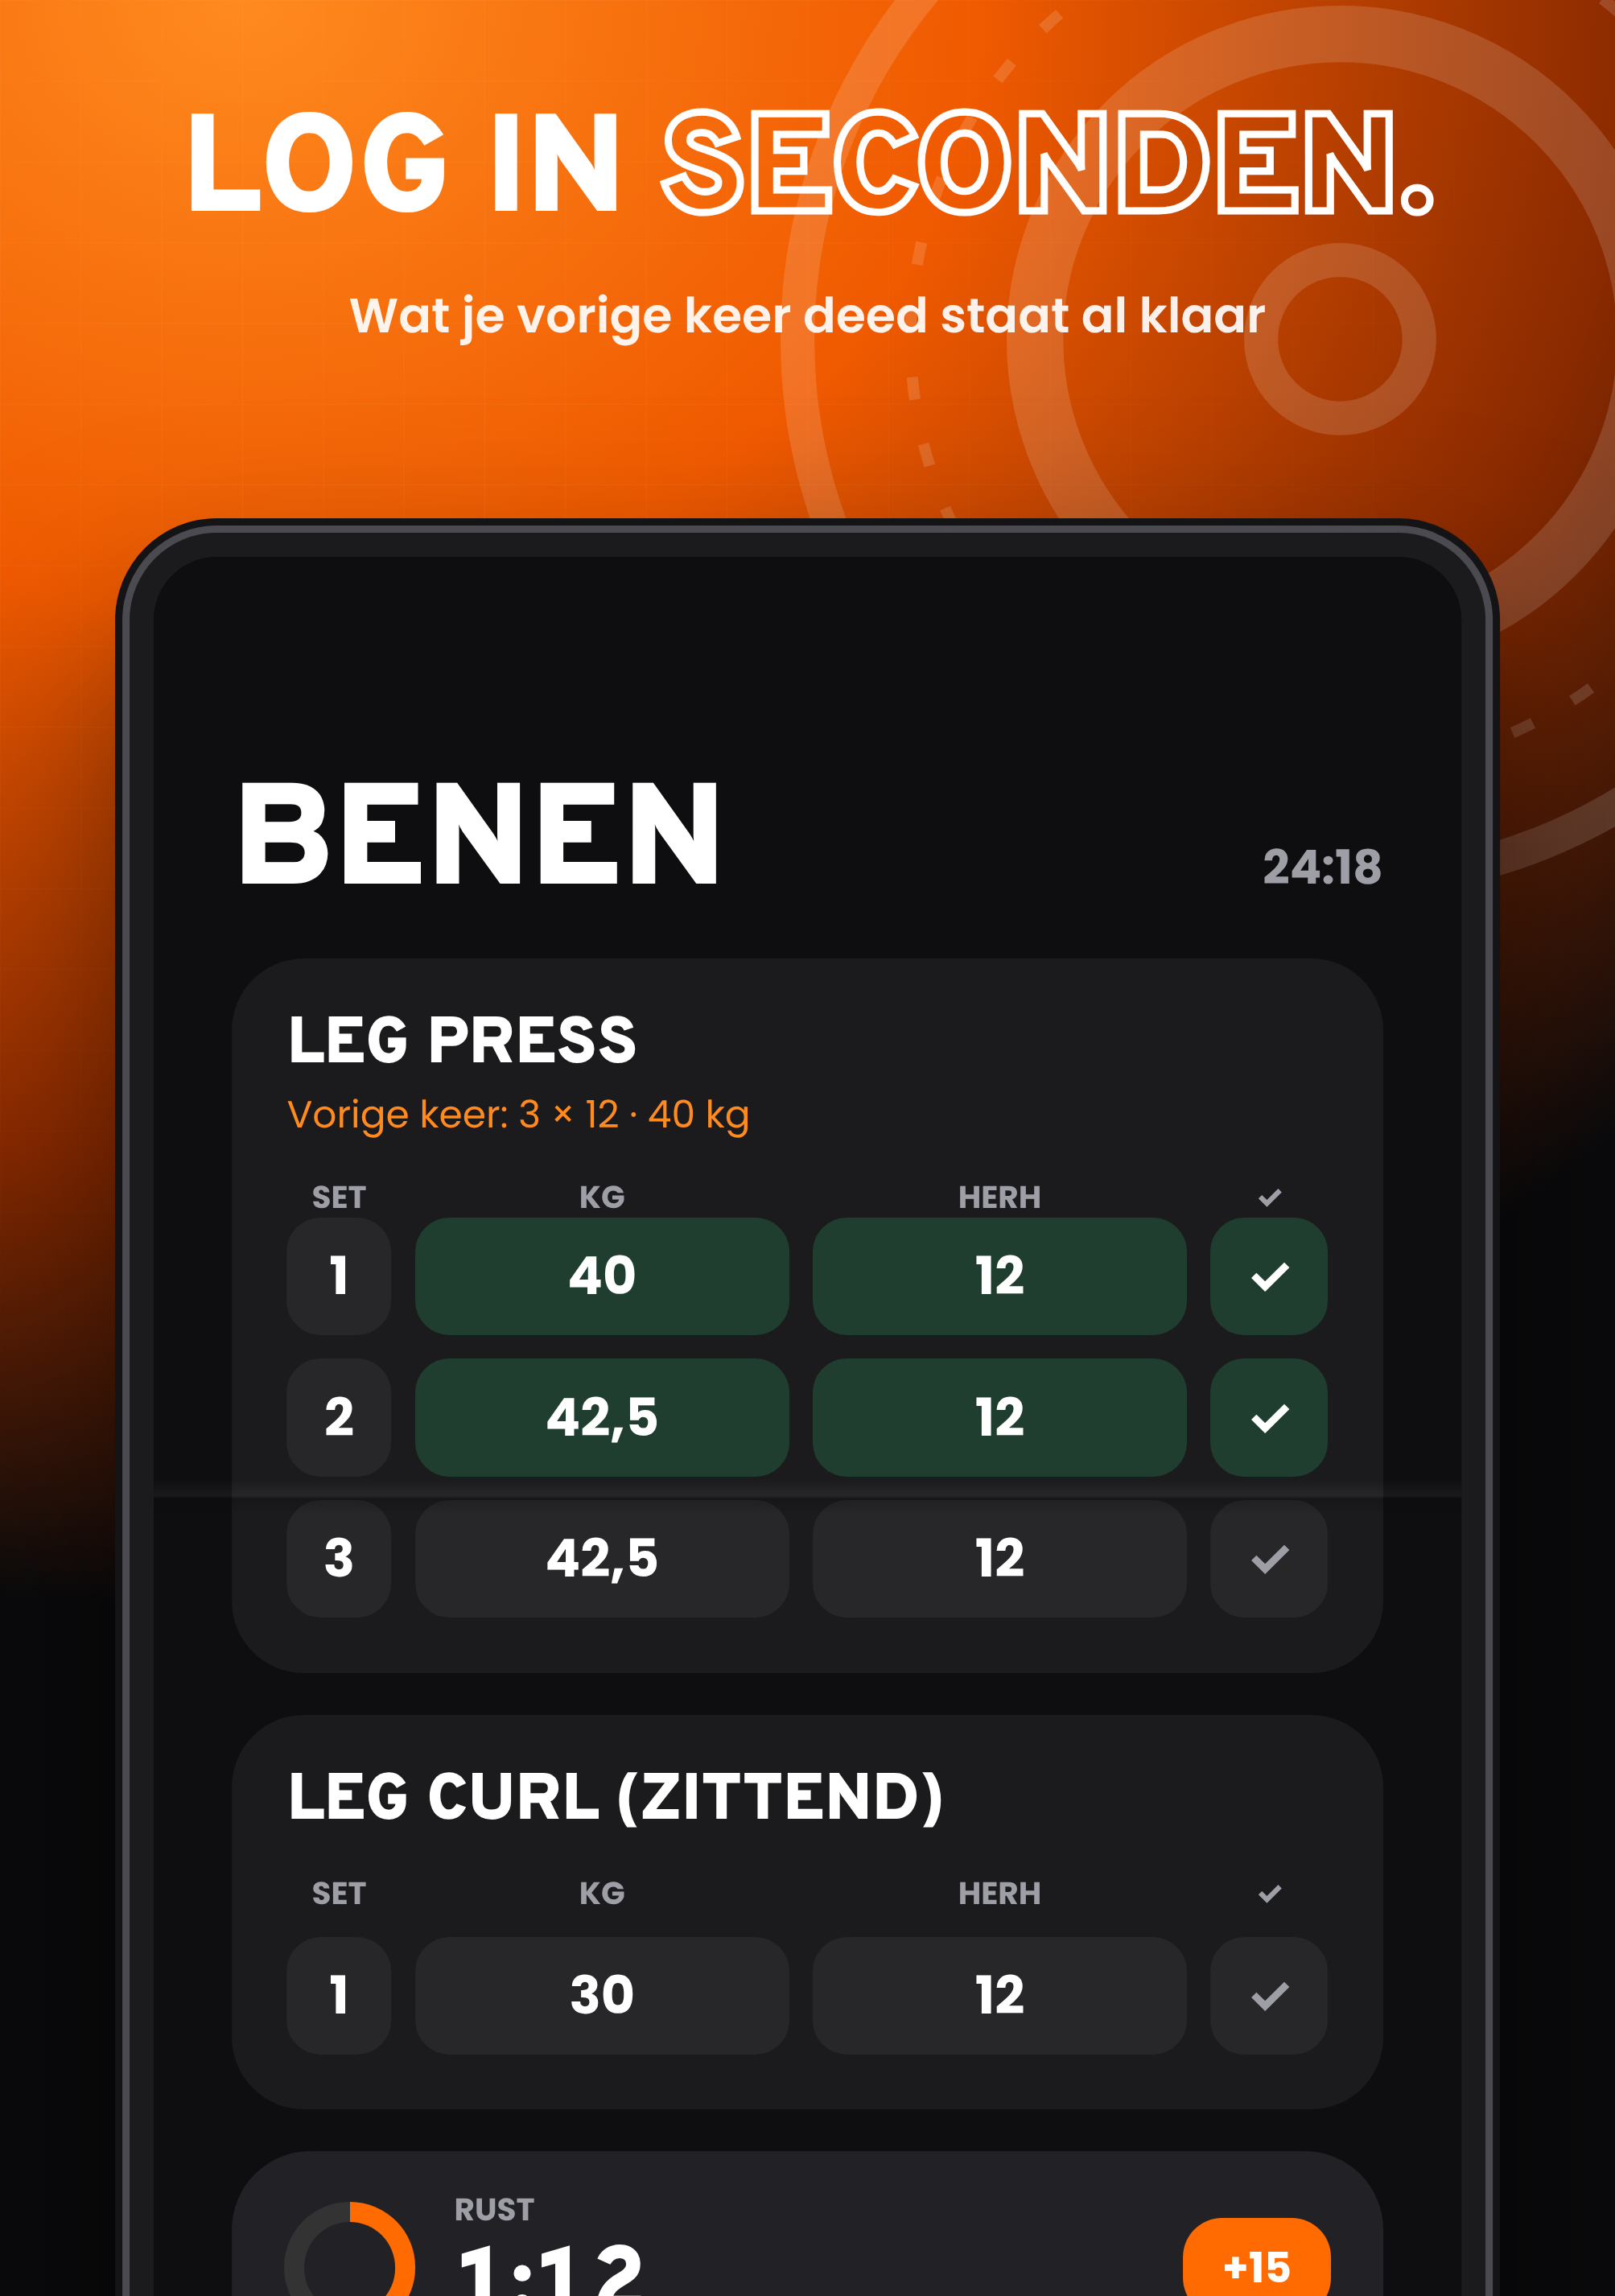 LOG IN SECONDEN.
Wat je vorige keer deed staat al klaar
BENEN
24:18
LEG PRESS
Vorige keer: 3 × 12 · 40 kg
SET KG HERH ✓
1 40 12 ✓
2 42,5 12 ✓
3 42,5 12 ✓
LEG CURL (ZITTEND)
SET KG HERH ✓
1 30 12 ✓
RUST
1:12
+15